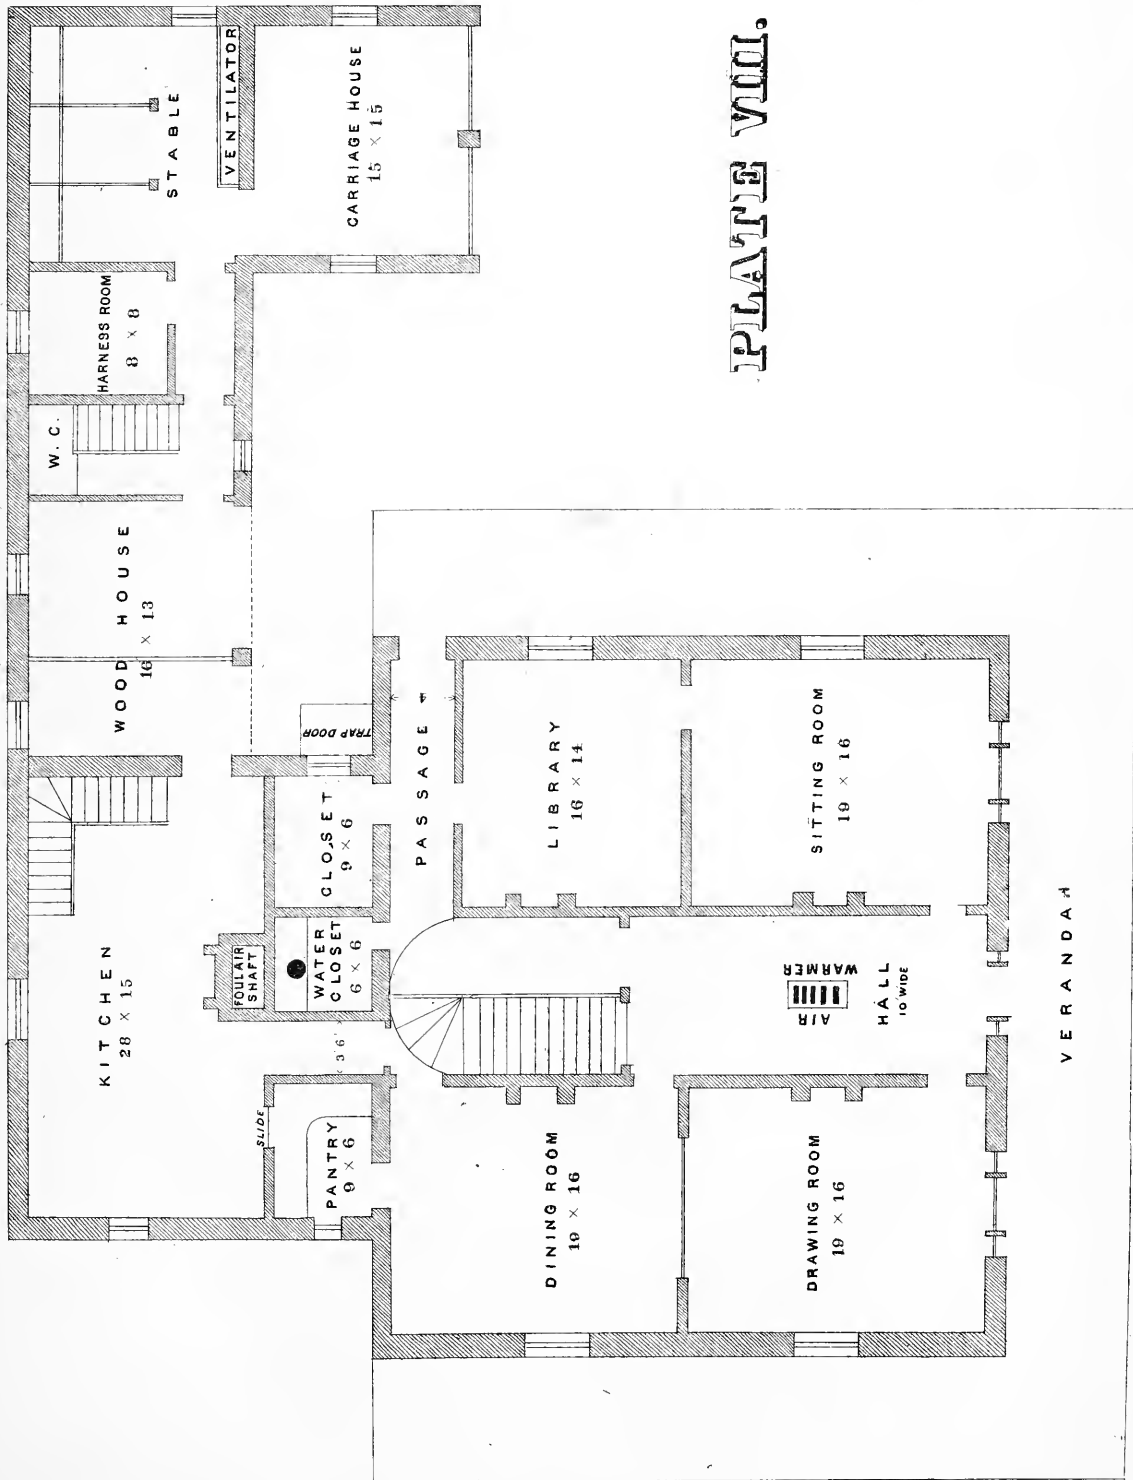 PLATE VIII.
STABLE
VENTILATOR
CARRIAGE HOUSE
15 × 15
HARNESS ROOM
8 × 8
W. C.
WOOD HOUSE
16 × 13
TRAP DOOR
KITCHEN
28 × 15
FOUL AIR
SHAFT
CLOSET
9 × 6
WATER
CLOSET
6 × 6
3'6"
SLIDE
PANTRY
9 × 6
PASSAGE 4
LIBRARY
16 × 14
SITTING ROOM
19 × 16
AIR
WARMER
HALL
10 WIDE
DINING ROOM
19 × 16
DRAWING ROOM
19 × 16
VERANDAH